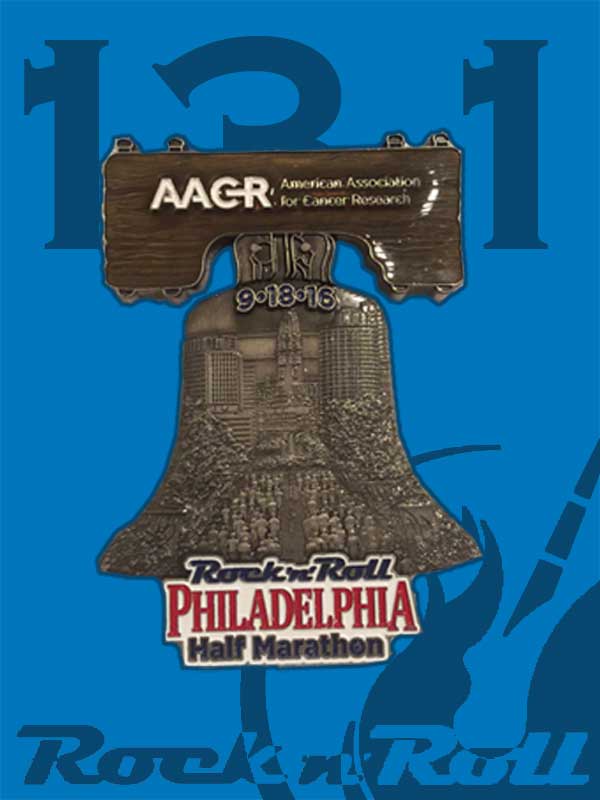 13.1
AACR American Association
for Cancer Research
9•18•16
Rock 'n' Roll
PHILADELPHIA
Half Marathon
Rock 'n' Roll